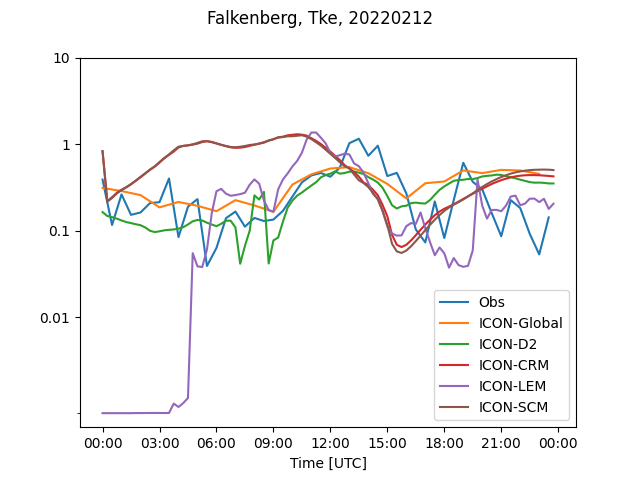 Falkenberg, Tke, 20220212
10
1
0.1
0.01
Obs
ICON-Global
ICON-D2
ICON-CRM
ICON-LEM
ICON-SCM
00:00 03:00 06:00 09:00 12:00 15:00 18:00 21:00 00:00
Time [UTC]